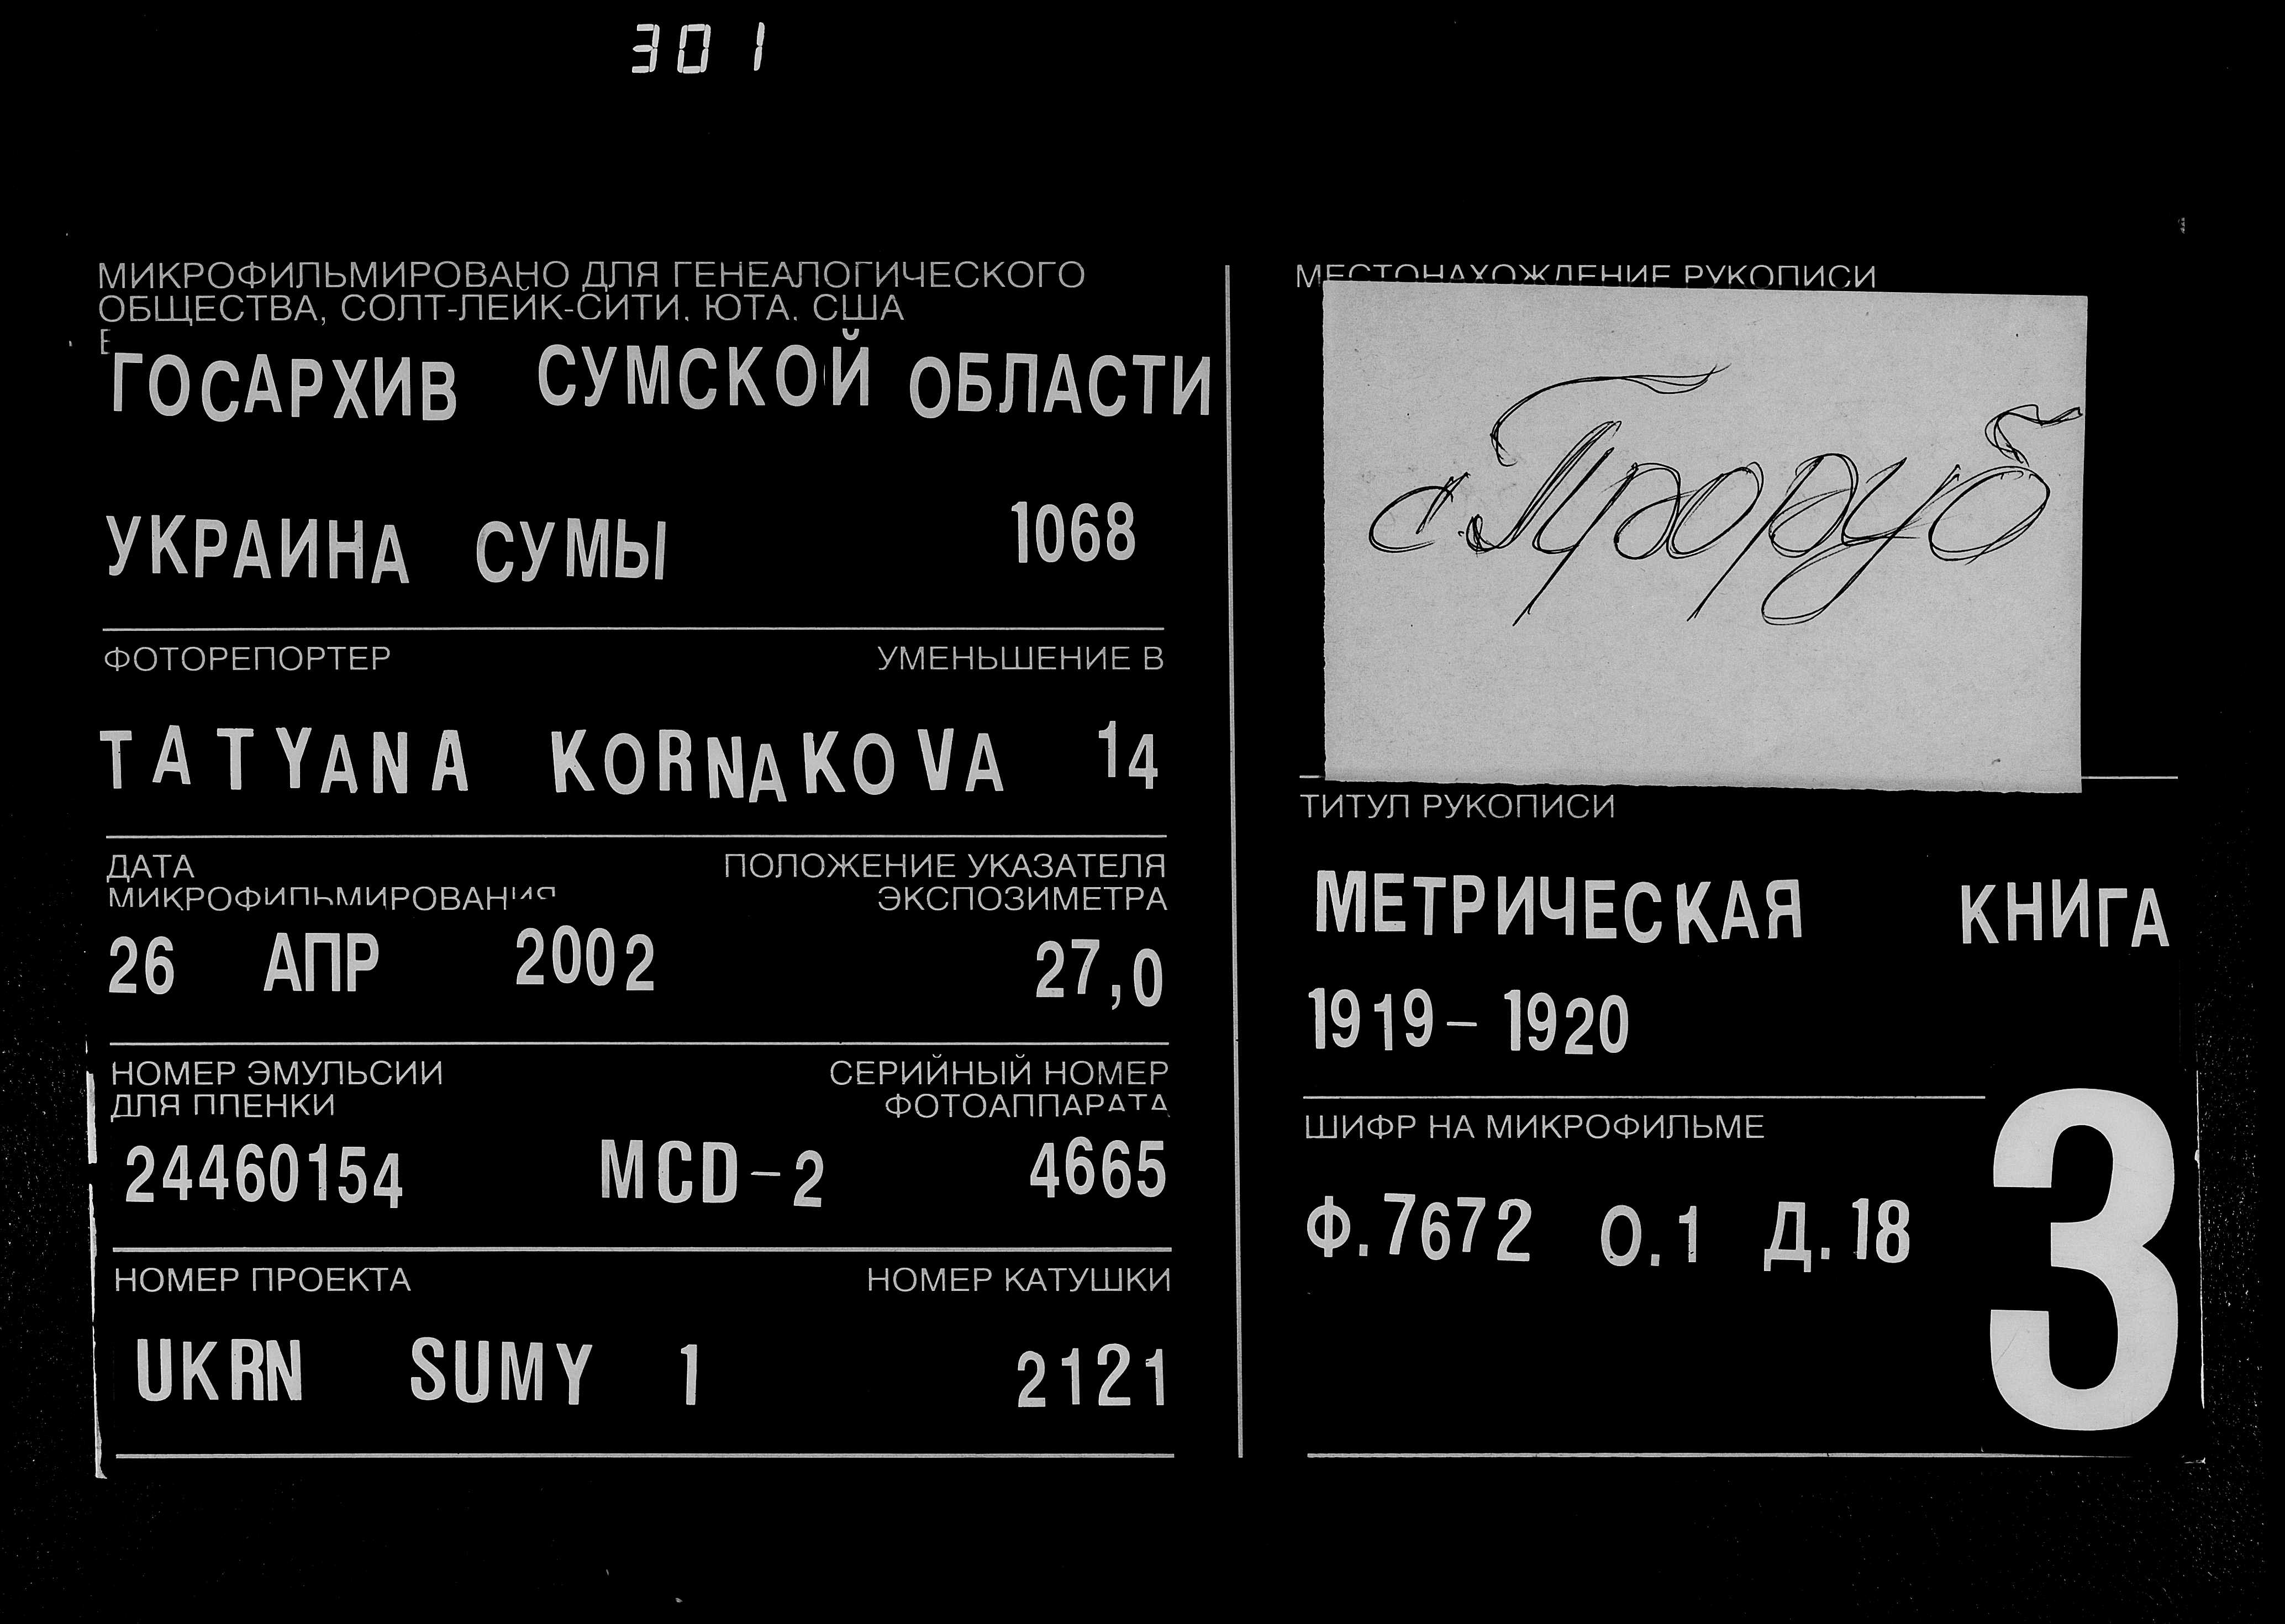 301
МИКРОФИЛЬМИРОВАНО ДЛЯ ГЕНЕАЛОГИЧЕСКОГО
ОБЩЕСТВА, СОЛТ-ЛЕЙК-СИТИ, ЮТА, США
ГОСАРХИВ СУМСКОЙ ОБЛАСТИ
УКРАИНА СУМЫ 1068
ФОТОРЕПОРТЕР УМЕНЬШЕНИЕ В
TATYANA KORNAKOVA 14
ДАТА ПОЛОЖЕНИЕ УКАЗАТЕЛЯ
МИКРОФИЛЬМИРОВАНИЯ ЭКСПОЗИМЕТРА
26 АПР 2002 27,0
НОМЕР ЭМУЛЬСИИ СЕРИЙНЫЙ НОМЕР
ДЛЯ ПЛЕНКИ ФОТОАППАРАТА
24460154 MCD-2 4665
НОМЕР ПРОЕКТА НОМЕР КАТУШКИ
UKRN SUMY 1 2121
МЕСТОНАХОЖДЕНИЕ РУКОПИСИ
с. Проруб
ТИТУЛ РУКОПИСИ
МЕТРИЧЕСКАЯ КНИГА
1919-1920
ШИФР НА МИКРОФИЛЬМЕ
Ф.7672 О.1 Д.18
3